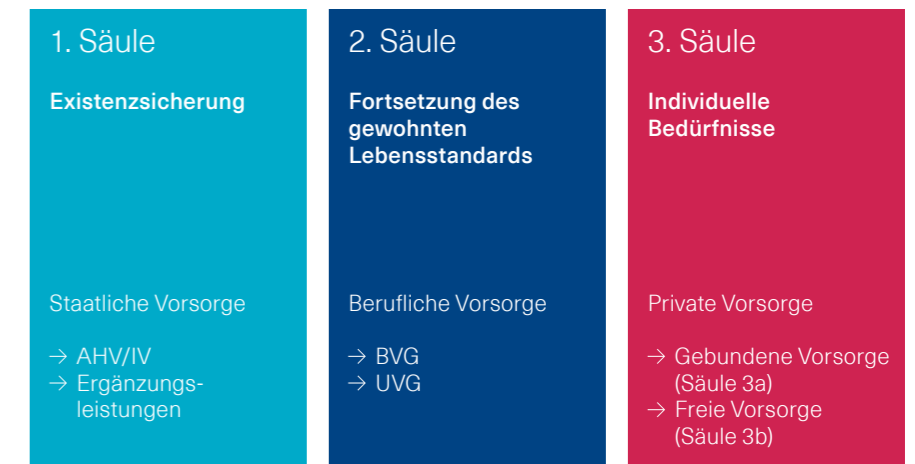 1. Säule
Existenzsicherung
Staatliche Vorsorge
→ AHV/IV
→ Ergänzungs-
leistungen
2. Säule
Fortsetzung des
gewohnten
Lebensstandards
Berufliche Vorsorge
→ BVG
→ UVG
3. Säule
Individuelle
Bedürfnisse
Private Vorsorge
→ Gebundene Vorsorge
(Säule 3a)
→ Freie Vorsorge
(Säule 3b)